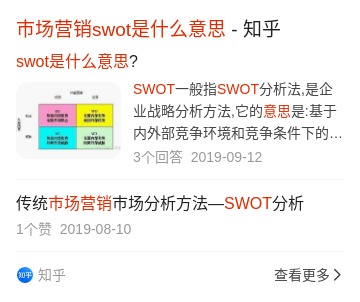 市场营销swot是什么意思 - 知乎
swot是什么意思?
SWOT一般指SWOT分析法,是企
业战略分析方法,它的意思是:基于
内外部竞争环境和竞争条件下的…
3个回答 2019-09-12
传统市场营销市场分析方法—SWOT分析
1个赞 2019-08-10
知乎 查看更多